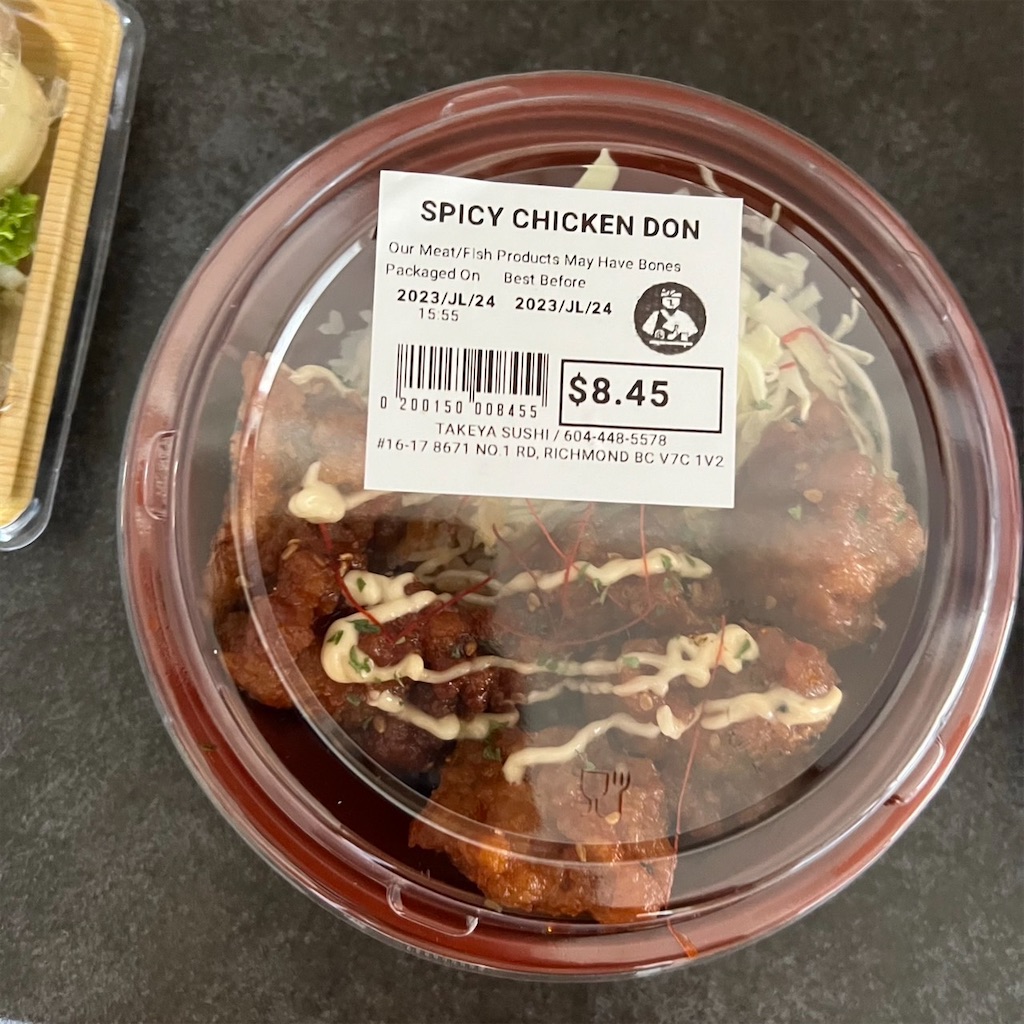 SPICY CHICKEN DON
Our Meat/Fish Products May Have Bones
Packaged On Best Before
2023/JL/24 2023/JL/24
15:55
$8.45
0 200150 008455
TAKEYA SUSHI / 604-448-5578
#16-17 8671 NO.1 RD, RICHMOND BC V7C 1V2